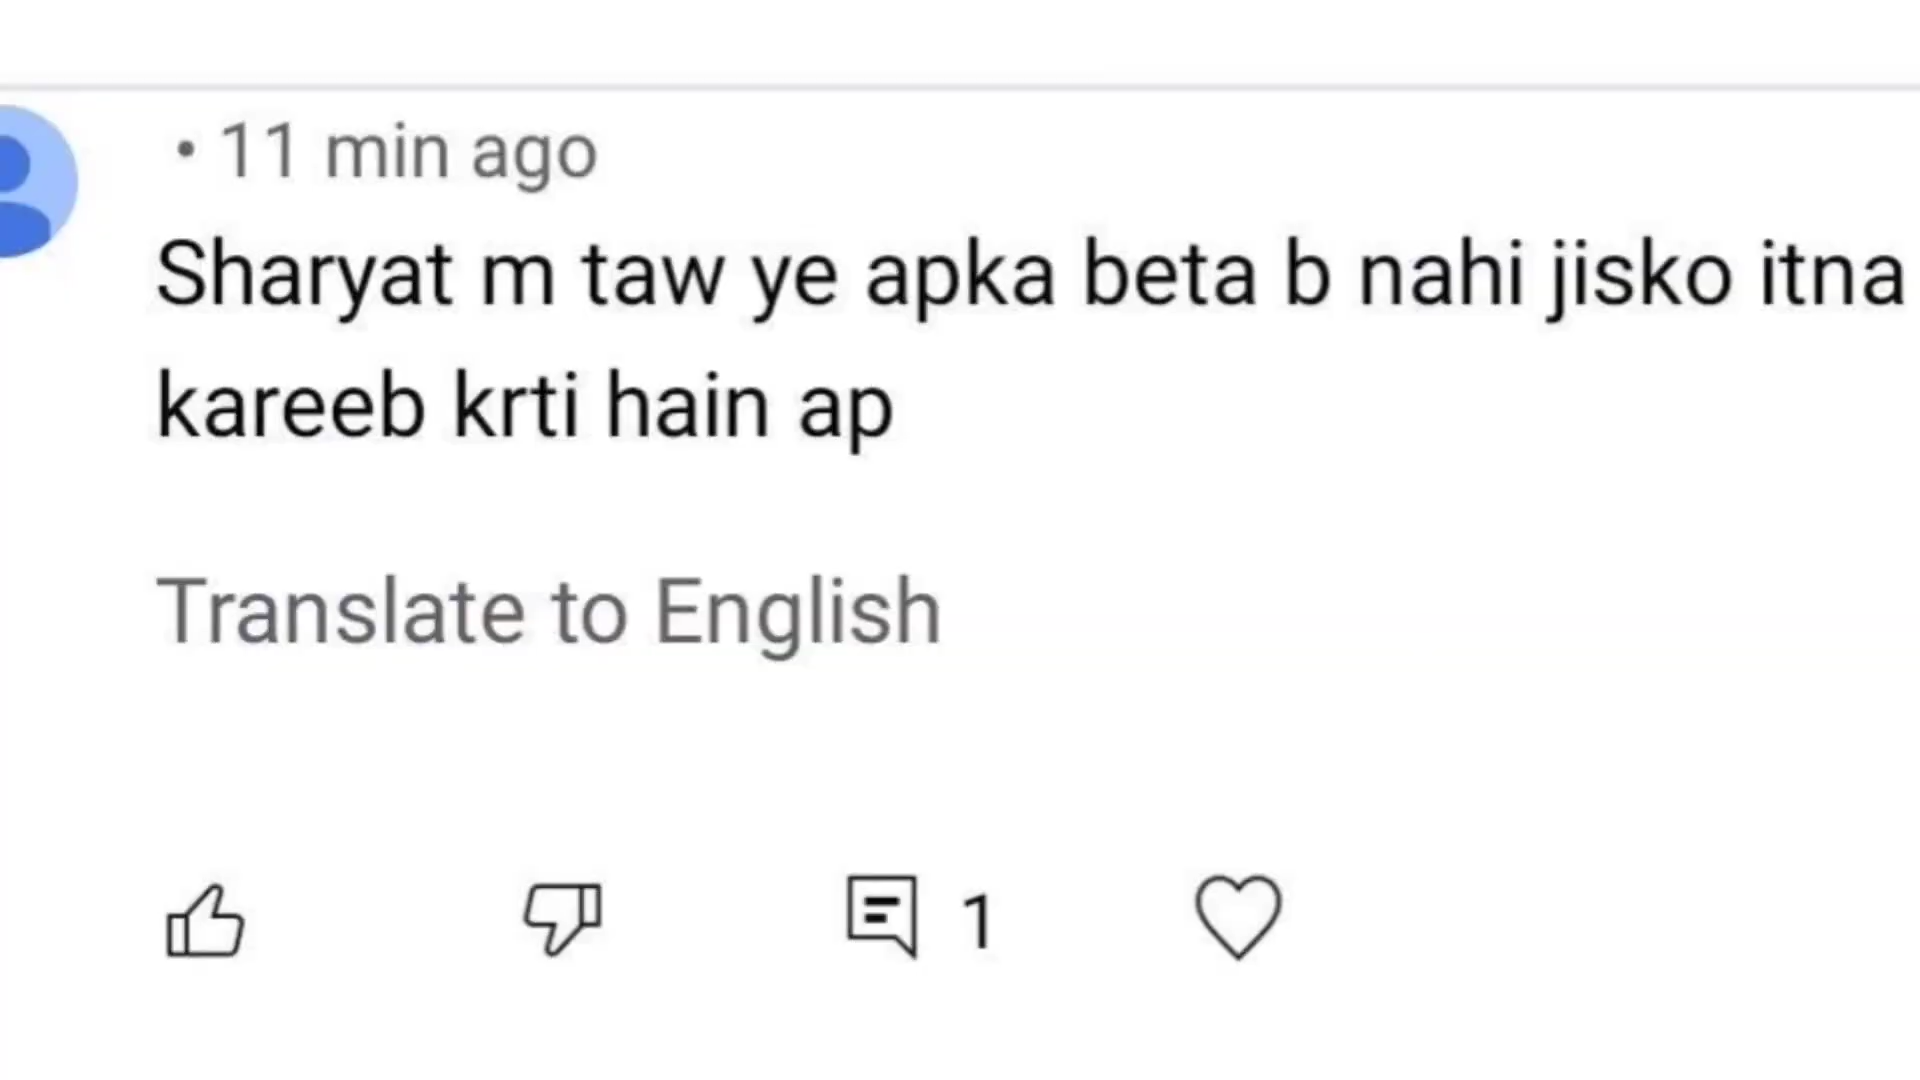 • 11 min ago
Sharyat m taw ye apka beta b nahi jisko itna
kareeb krti hain ap
Translate to English
1